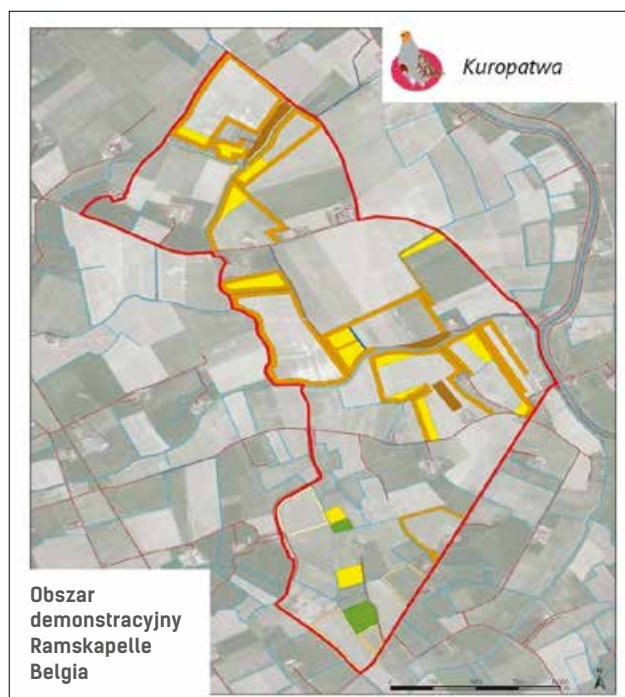 Kuropatwa
Obszar
demonstracyjny
Ramskapelle
Belgia
N